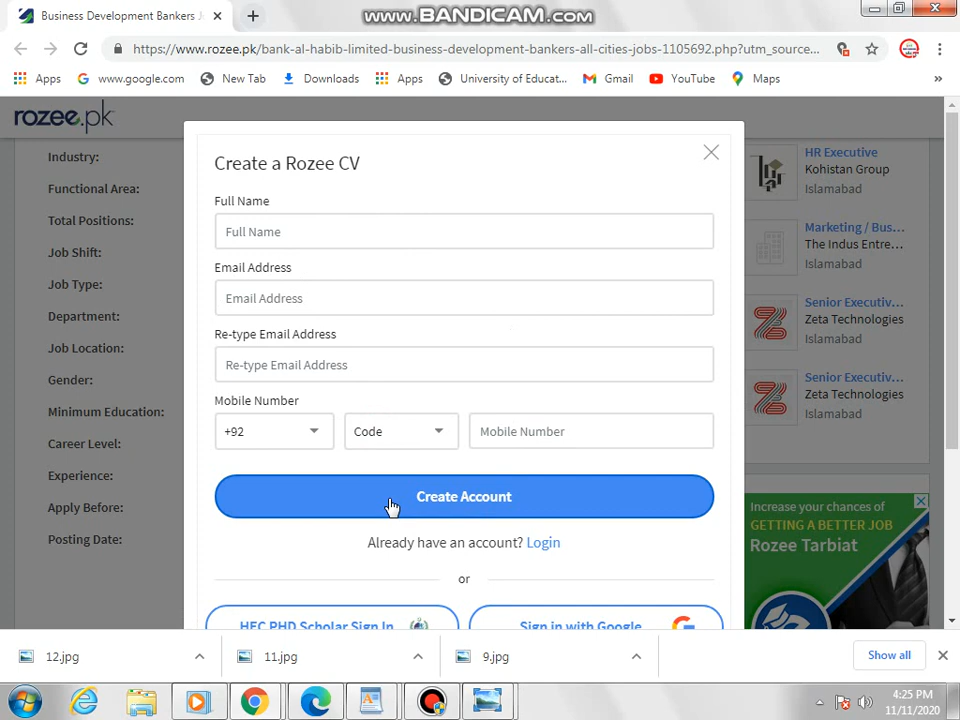 Business Development Bankers J
www.BANDICAM.com
https://www.rozee.pk/bank-al-habib-limited-business-development-bankers-all-cities-jobs-1105692.php?utm_source...
Apps
www.google.com
New Tab
Downloads
Apps
University of Educat...
Gmail
YouTube
Maps
»
rozee.pk
Industry:
Functional Area:
Total Positions:
Job Shift:
Job Type:
Department:
Job Location:
Gender:
Minimum Education:
Career Level:
Experience:
Apply Before:
Posting Date:
Create a Rozee CV
Full Name
Full Name
Email Address
Email Address
Re-type Email Address
Re-type Email Address
Mobile Number
+92
Code
Mobile Number
Create Account
Already have an account? Login
or
HEC PHD Scholar Sign In
Sign in with Google
HR Executive
Kohistan Group
Islamabad
Marketing / Bus...
The Indus Entre...
Islamabad
Senior Executiv...
Zeta Technologies
Islamabad
Senior Executiv...
Zeta Technologies
Islamabad
Increase your chances of
GETTING A BETTER JOB
Rozee Tarbiat
12.jpg
11.jpg
9.jpg
Show all
4:25 PM
11/11/2020